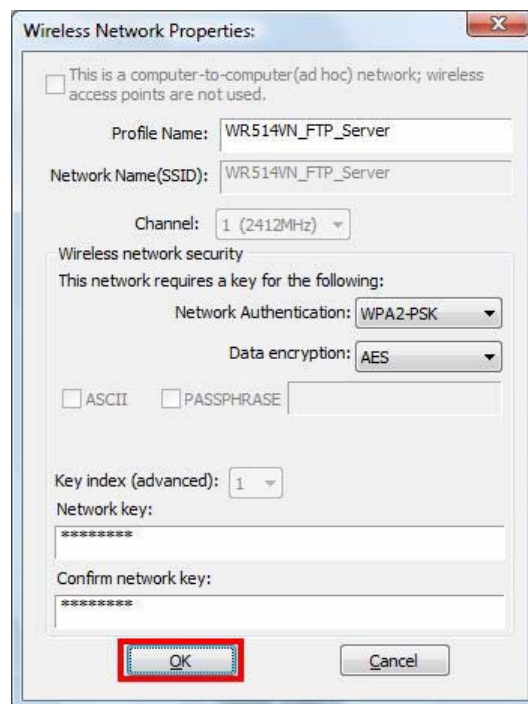 Wireless Network Properties:
This is a computer-to-computer(ad hoc) network; wireless
access points are not used.
Profile Name: WR514VN_FTP_Server
Network Name(SSID): WR514VN_FTP_Server
Channel: 1 (2412MHz)
Wireless network security
This network requires a key for the following:
Network Authentication: WPA2-PSK
Data encryption: AES
ASCII PASSPHRASE
Key index (advanced): 1
Network key:
********
Confirm network key:
********
OK Cancel